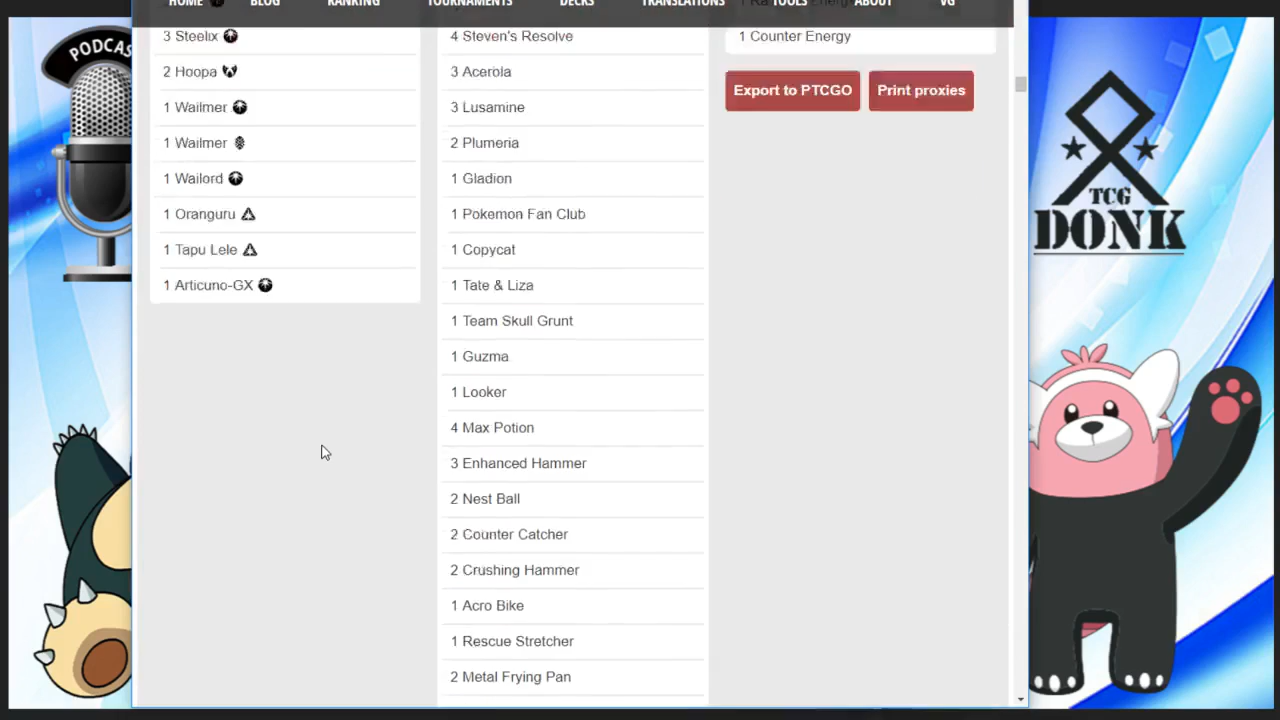 HOME
BLOG
RANKING
TOURNAMENTS
DECKS
TRANSLATIONS
TOOLS
ABOUT
VG
PODCAS
3 Steelix
2 Hoopa
1 Wailmer
1 Wailmer
1 Wailord
1 Oranguru
1 Tapu Lele
1 Articuno-GX
4 Steven's Resolve
3 Acerola
3 Lusamine
2 Plumeria
1 Gladion
1 Pokemon Fan Club
1 Copycat
1 Tate & Liza
1 Team Skull Grunt
1 Guzma
1 Looker
4 Max Potion
3 Enhanced Hammer
2 Nest Ball
2 Counter Catcher
2 Crushing Hammer
1 Acro Bike
1 Rescue Stretcher
2 Metal Frying Pan
1 Counter Energy
Export to PTCGO
Print proxies
TCG
DONK